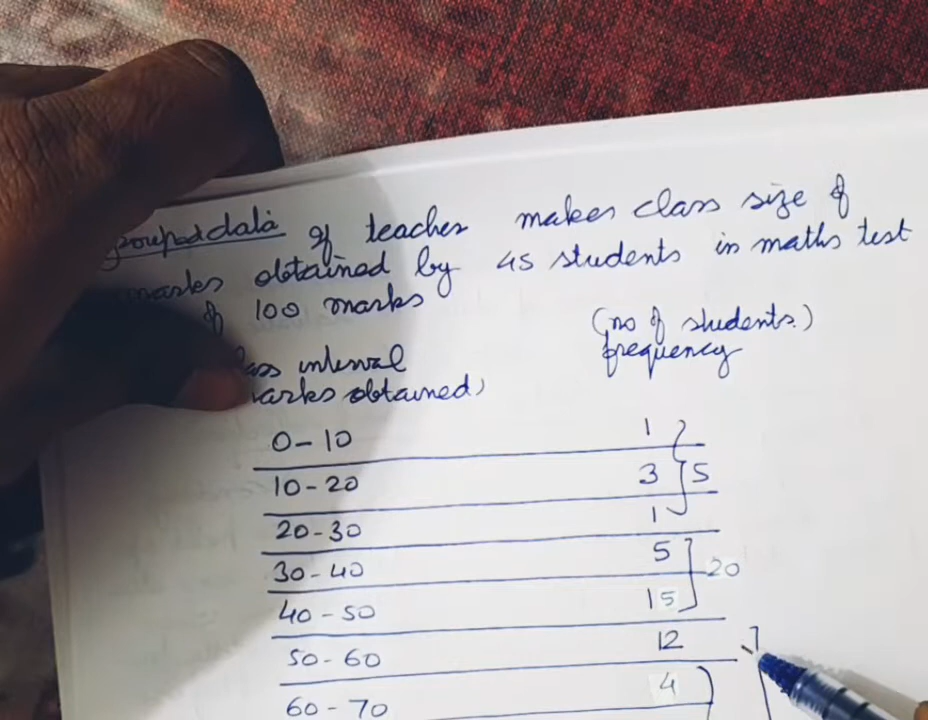 grouped data of teacher makes class size of
marks obtained by 45 students in maths test
of 100 marks
(no of students.)
interval
frequency
obtained)
0-10 1
10-20 3 5
20-30 1
30-40 5 20
40-50 15
50-60 12
60-70 4